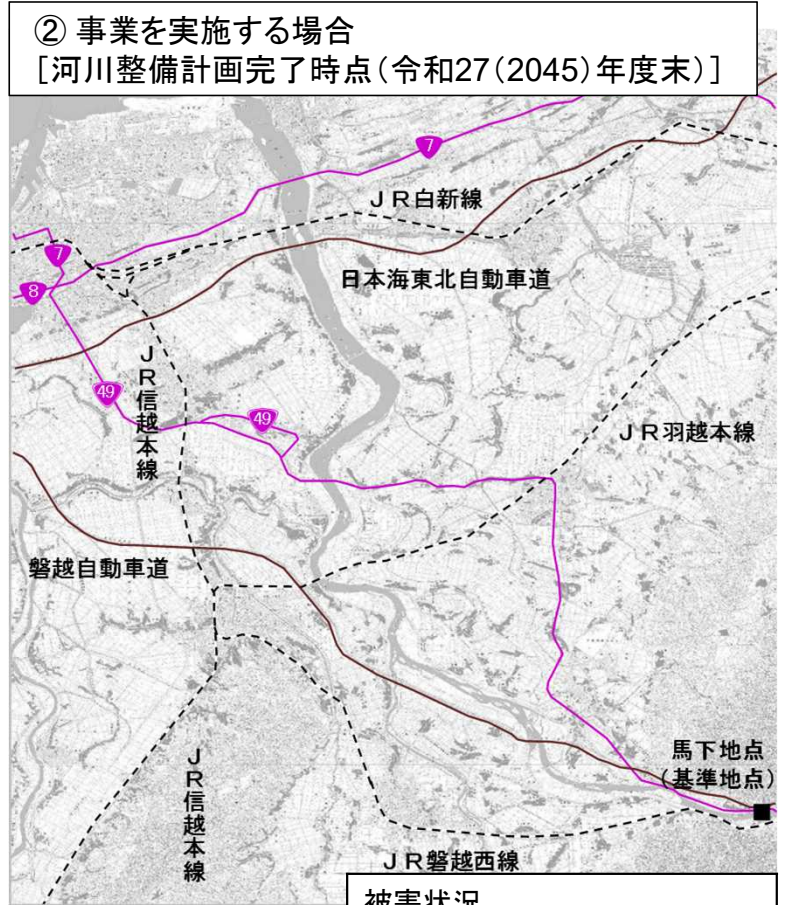 ② 事業を実施する場合
［河川整備計画完了時点（令和27（2045）年度末）］
7
JR白新線
7
8
日本海東北自動車道
JR信越本線
49
49
JR羽越本線
磐越自動車道
馬下地点
（基準地点）
JR信越本線
JR磐越西線
被害状況